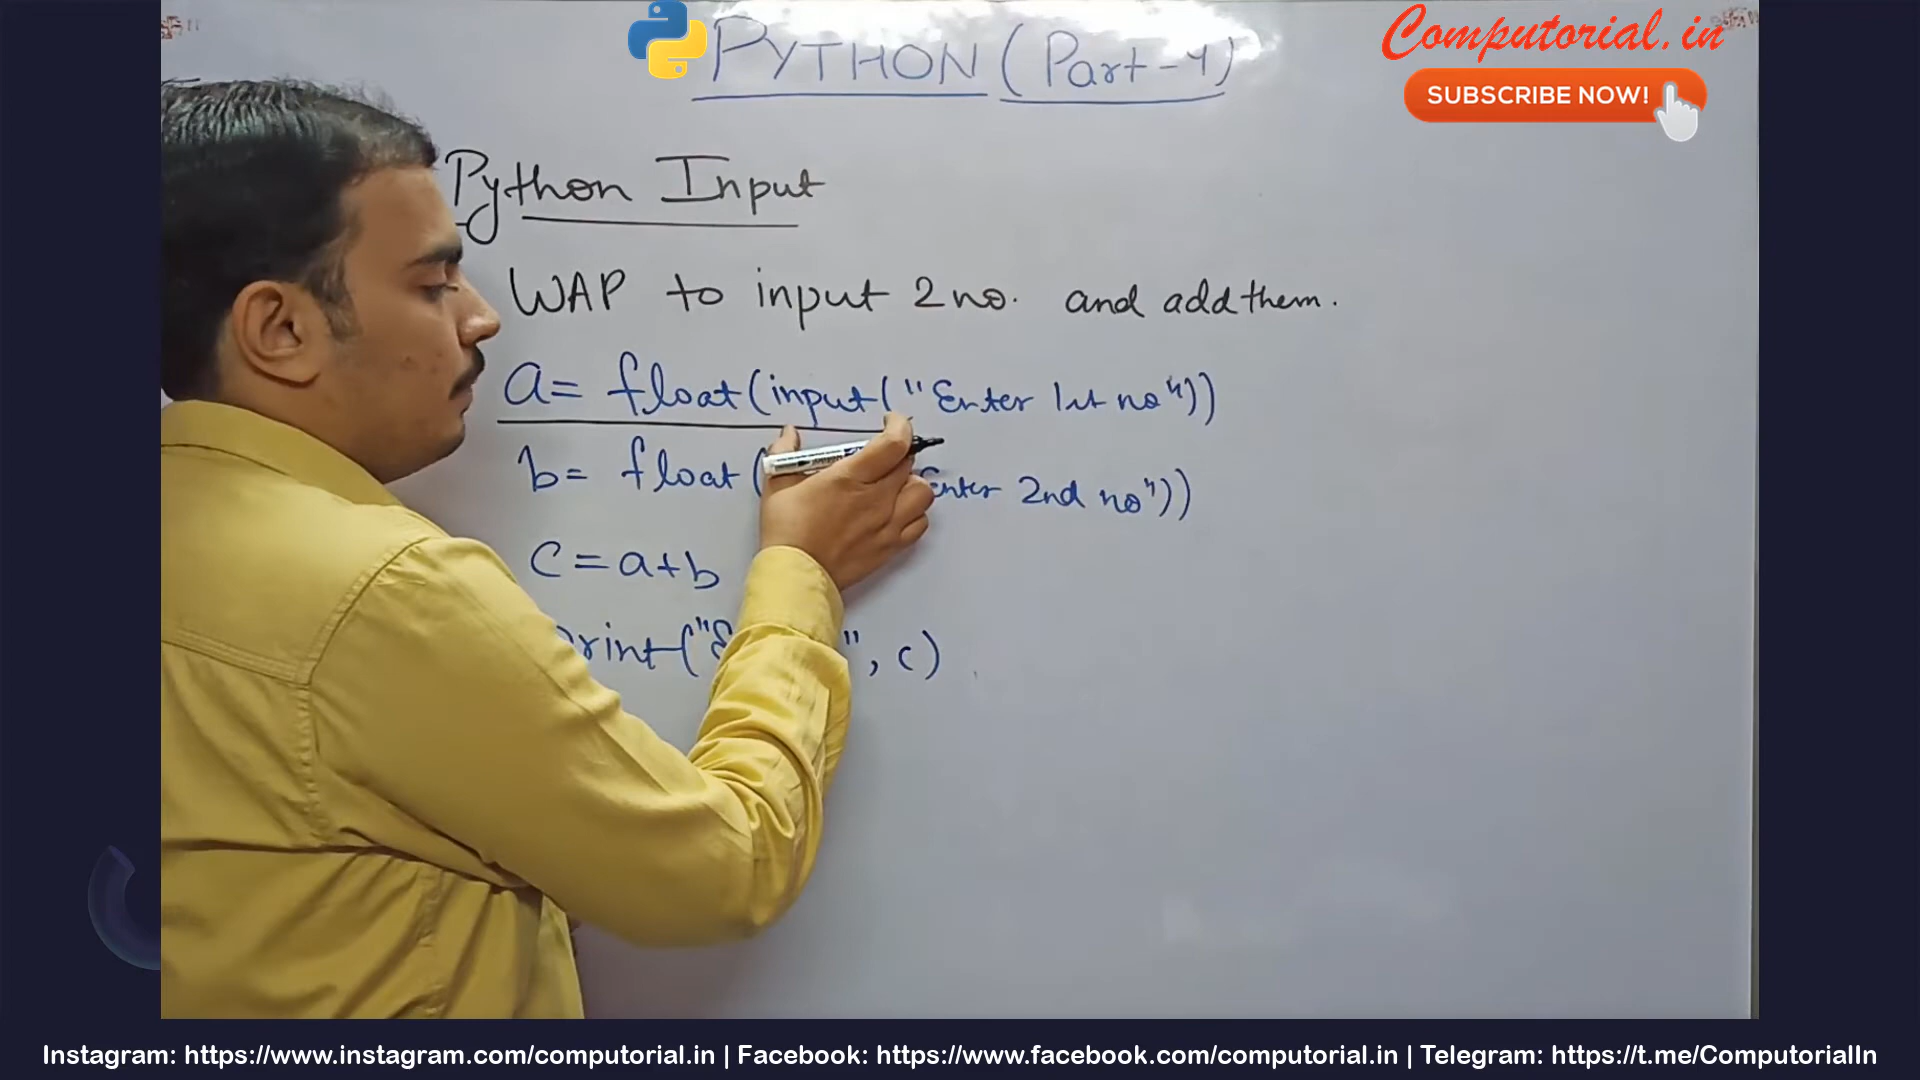 PYTHON (Part-4)
Computorial.in
SUBSCRIBE NOW!
Python Input
WAP to input 2 no. and add them.
a= float(input("Enter 1st no"))
b= float( Enter 2nd no"))
c=a+b
print(" ", c)
Instagram: https://www.instagram.com/computorial.in | Facebook: https://www.facebook.com/computorial.in | Telegram: https://t.me/ComputorialIn